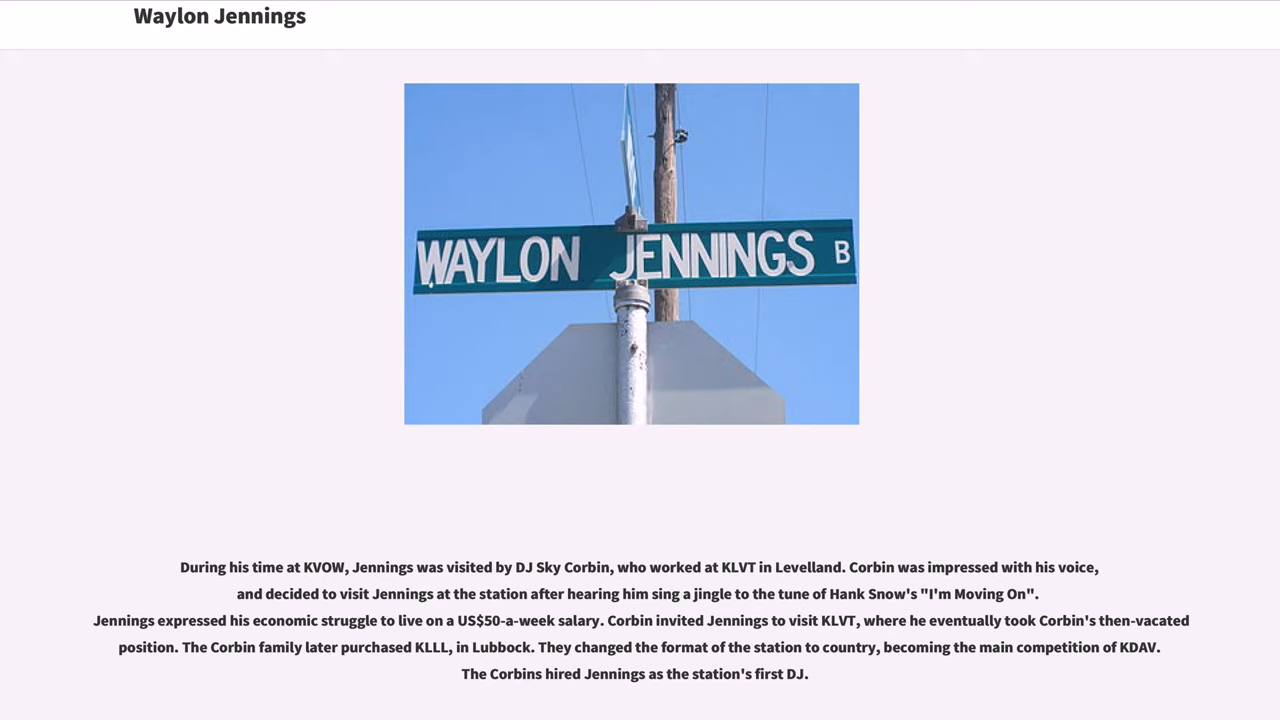 Waylon Jennings
WAYLON JENNINGS B
During his time at KVOW, Jennings was visited by DJ Sky Corbin, who worked at KLVT in Levelland. Corbin was impressed with his voice,
and decided to visit Jennings at the station after hearing him sing a jingle to the tune of Hank Snow's "I'm Moving On".
Jennings expressed his economic struggle to live on a US$50-a-week salary. Corbin invited Jennings to visit KLVT, where he eventually took Corbin's then-vacated
position. The Corbin family later purchased KLLL, in Lubbock. They changed the format of the station to country, becoming the main competition of KDAV.
The Corbins hired Jennings as the station's first DJ.